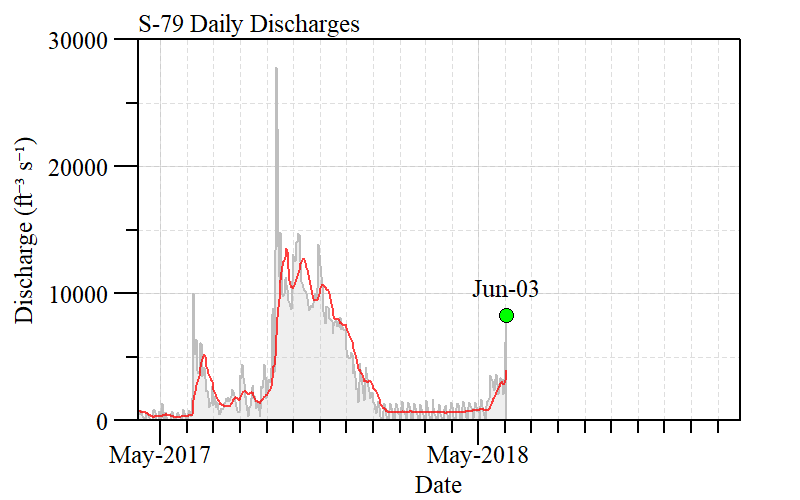 S-79 Daily Discharges
30000
20000
10000
0
Discharge (ft⁻³ s⁻¹)
Jun-03
May-2017
May-2018
Date